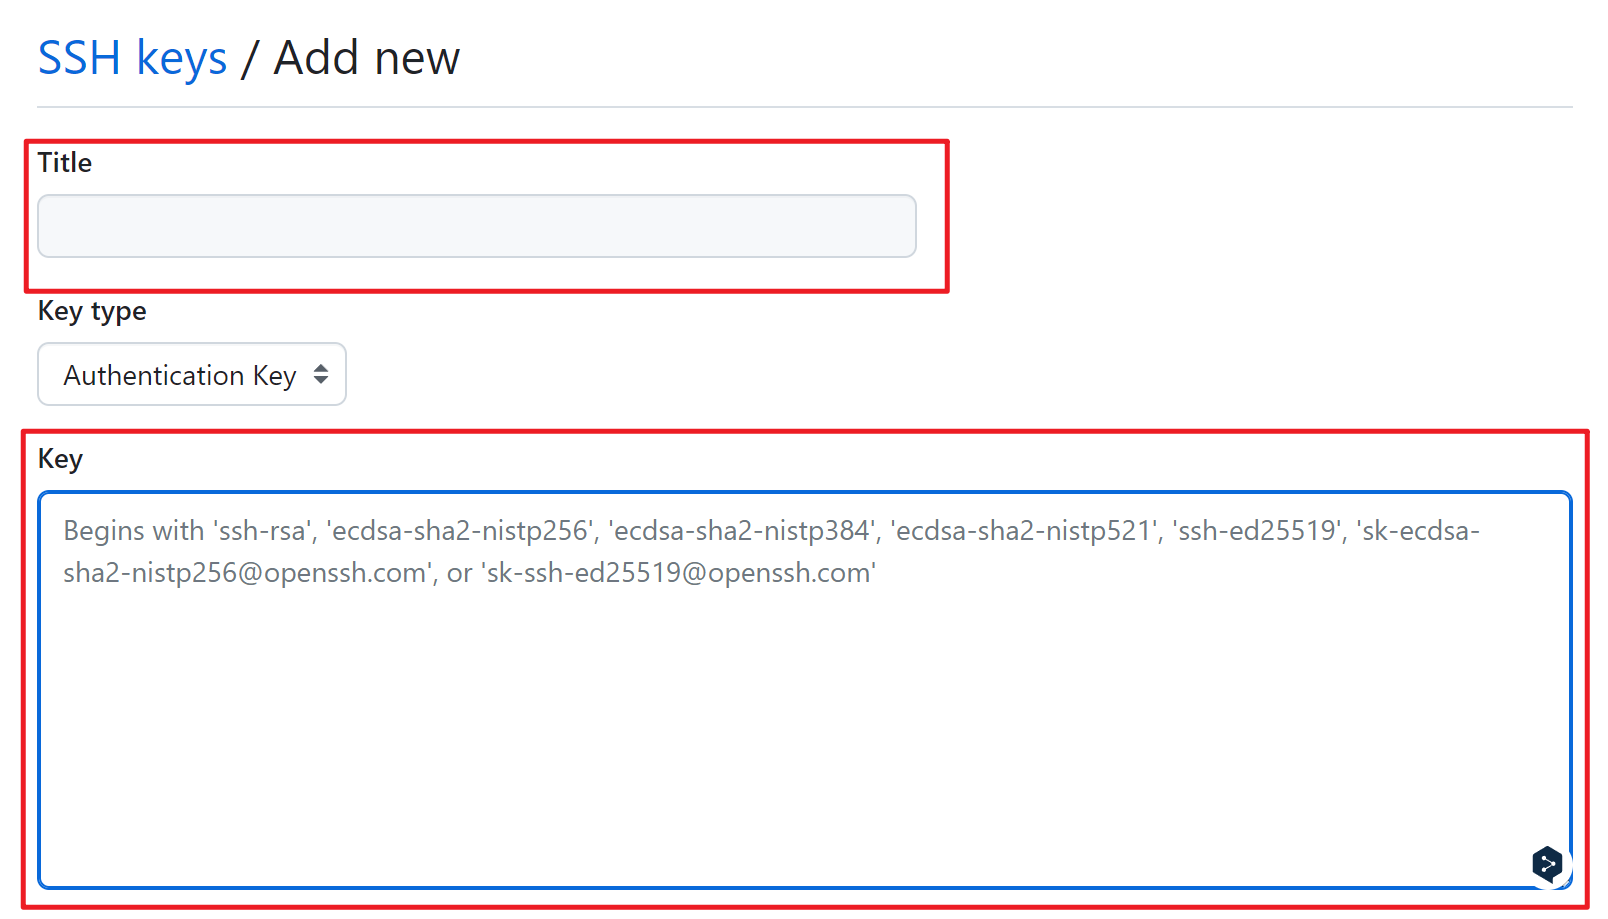 SSH keys / Add new
Title
Key type
Authentication Key
Key
Begins with 'ssh-rsa', 'ecdsa-sha2-nistp256', 'ecdsa-sha2-nistp384', 'ecdsa-sha2-nistp521', 'ssh-ed25519', 'sk-ecdsa-
sha2-nistp256@openssh.com', or 'sk-ssh-ed25519@openssh.com'